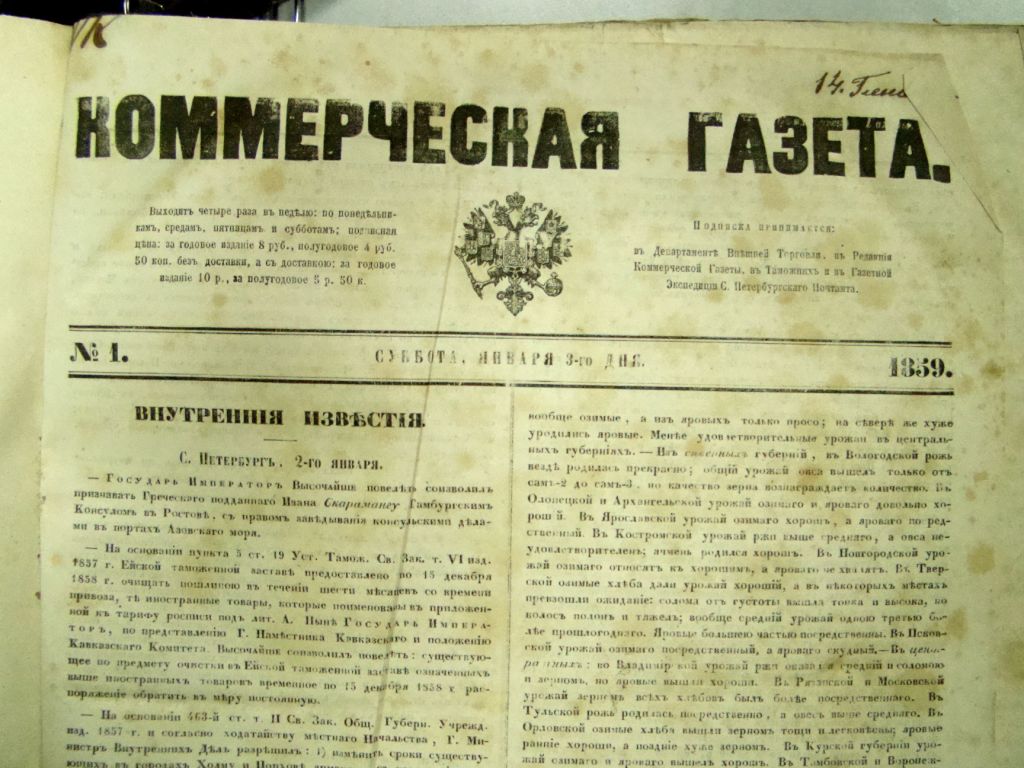 14.
КОММЕРЧЕСКАЯ ГАЗЕТА.
Выходитъ четыре раза въ недѣлю: по понедѣльни-
камъ, средамъ, пятницамъ и субботамъ; подписная
цѣна: за годовое изданіе 8 руб., полугодовое 4 руб.
50 коп. безъ доставки, а съ доставкою: за годовое
изданіе 10 р., за полугодовое 5 р. 50 к.
Подписка принимается:
въ Департаментѣ Внѣшней Торговли, въ Редакціи
Коммерческой Газеты, въ Таможняхъ и въ Газетной
Экспедиціи С. Петербургскаго Почтамта.
№ 1.
СУББОТА, ЯНВАРЯ 3-го ДНЯ.
1859.
ВНУТРЕННІЯ ИЗВѢСТІЯ.
С. Петербургъ, 2-го января.
— Государь Императоръ Высочайше повелѣть соизволилъ
признавать Греческаго подданнаго Ивана Скараманgу Гамбургскимъ
Консуломъ въ Ростовѣ, съ правомъ завѣдыванія консульскими дѣла-
ми въ портахъ Азовскаго моря.
— На основаніи пункта 5 ст. 19 Уст. Тамож. Св. Зак. т. VI изд.
1857 г. Ейской таможенной заставѣ предоставлено по 15 декабря
1858 г. очищать пошлиною въ теченіи шести мѣсяцевъ со времени
привоза, тѣ иностранные товары, которые поименованы въ приложен-
ной къ тарифу росписи подъ лит. А. Нынѣ Государь Импера-
торъ, по представленію Г. Намѣстника Кавказскаго и положенію
Кавказскаго Комитета, Высочайше соизволилъ повелѣть: существую-
щее по предмету очистки въ Ейской таможенной заставѣ означенныхъ
выше иностранныхъ товаровъ временное по 15 декабря 1858 г. рас-
поряженіе обратить въ мѣру постоянную.
— На основаніи 463-й ст. т. II Св. Зак. Общ. Губерн. Учрежд.
изд. 1857 г. и согласно ходатайству мѣстнаго Начальства, Г. Ми-
нистръ Внутреннихъ Дѣлъ разрѣшилъ: 1) измѣнить сроки существу-
ющихъ въ городахъ Холму и Порховѣ
вообще озимые, а изъ яровыхъ только просо; на сѣверѣ же хуже
уродились яровые. Менѣе удовлетворительные урожаи въ централь-
ныхъ губерніяхъ. — Изъ сѣверныхъ губерній, въ Вологодской рожь
вездѣ родилась прекрасно; общій урожай овса вышелъ только отъ
самъ-2 до самъ-3, но качество зерна вознаграждаетъ количество. Въ
Олонецкой и Архангельской урожай озимаго и яроваго довольно хо-
рошій. Въ Ярославской урожай озимаго хорошъ, а яроваго посред-
ственный. Въ Костромской урожай ржи выше средняго, а овса не-
удовлетворителенъ; ячмень родился хорошъ. Въ Новгородской уро-
жай озимаго относятъ къ хорошимъ, а яроваго не хвалятъ. Въ Твер-
ской озимые хлѣба дали урожай хорошій, а въ нѣкоторыхъ мѣстахъ
превзошли ожиданіе: солома отъ густоты вышла тонка и высока, но
колосъ полонъ и тяжелъ; вообще средній урожай одною третью бо-
лѣе прошлогодняго. Яровые большею частью посредственны. Въ Псков-
ской урожай озимаго посредственный, а яроваго скудный.— Въ цент-
ральныхъ: во Владимірской урожай ржи оказался средній и соломою
и зерномъ, но яровые вышли хороши. Въ Рязанской и Московской
урожай зерномъ всѣхъ хлѣбовъ былъ болѣе посредственнаго. Въ
Тульской рожь родилась посредственно, а овесъ выше средняго. Въ
Орловской озимые хлѣба вышли зерномъ тощи и легковѣсны; яровые
ранніе хороши, а поздніе хуже зерномъ. Въ Курской губерніи уро-
жай озимаго и яроваго вышелъ хорошъ. Въ Тамбовской и Воронеж-